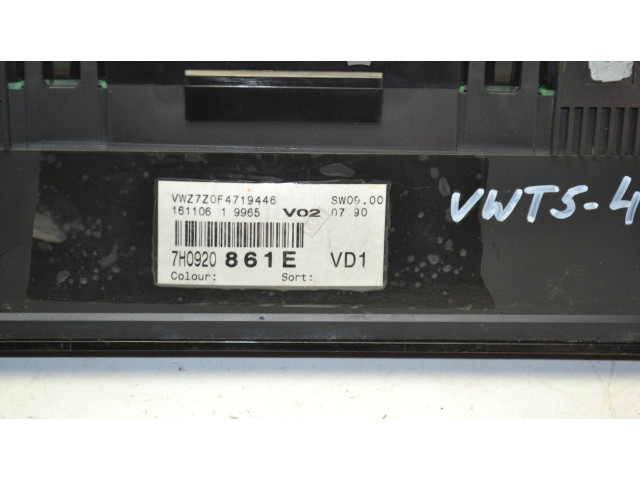 VWZ7Z0F4719446 SW09.00
161106 1 9965 V02 07 90
7H0920 861E VD1
Colour: Sort:
VWT5-4